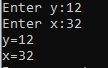 Enter y:12
Enter x:32
y=12
x=32